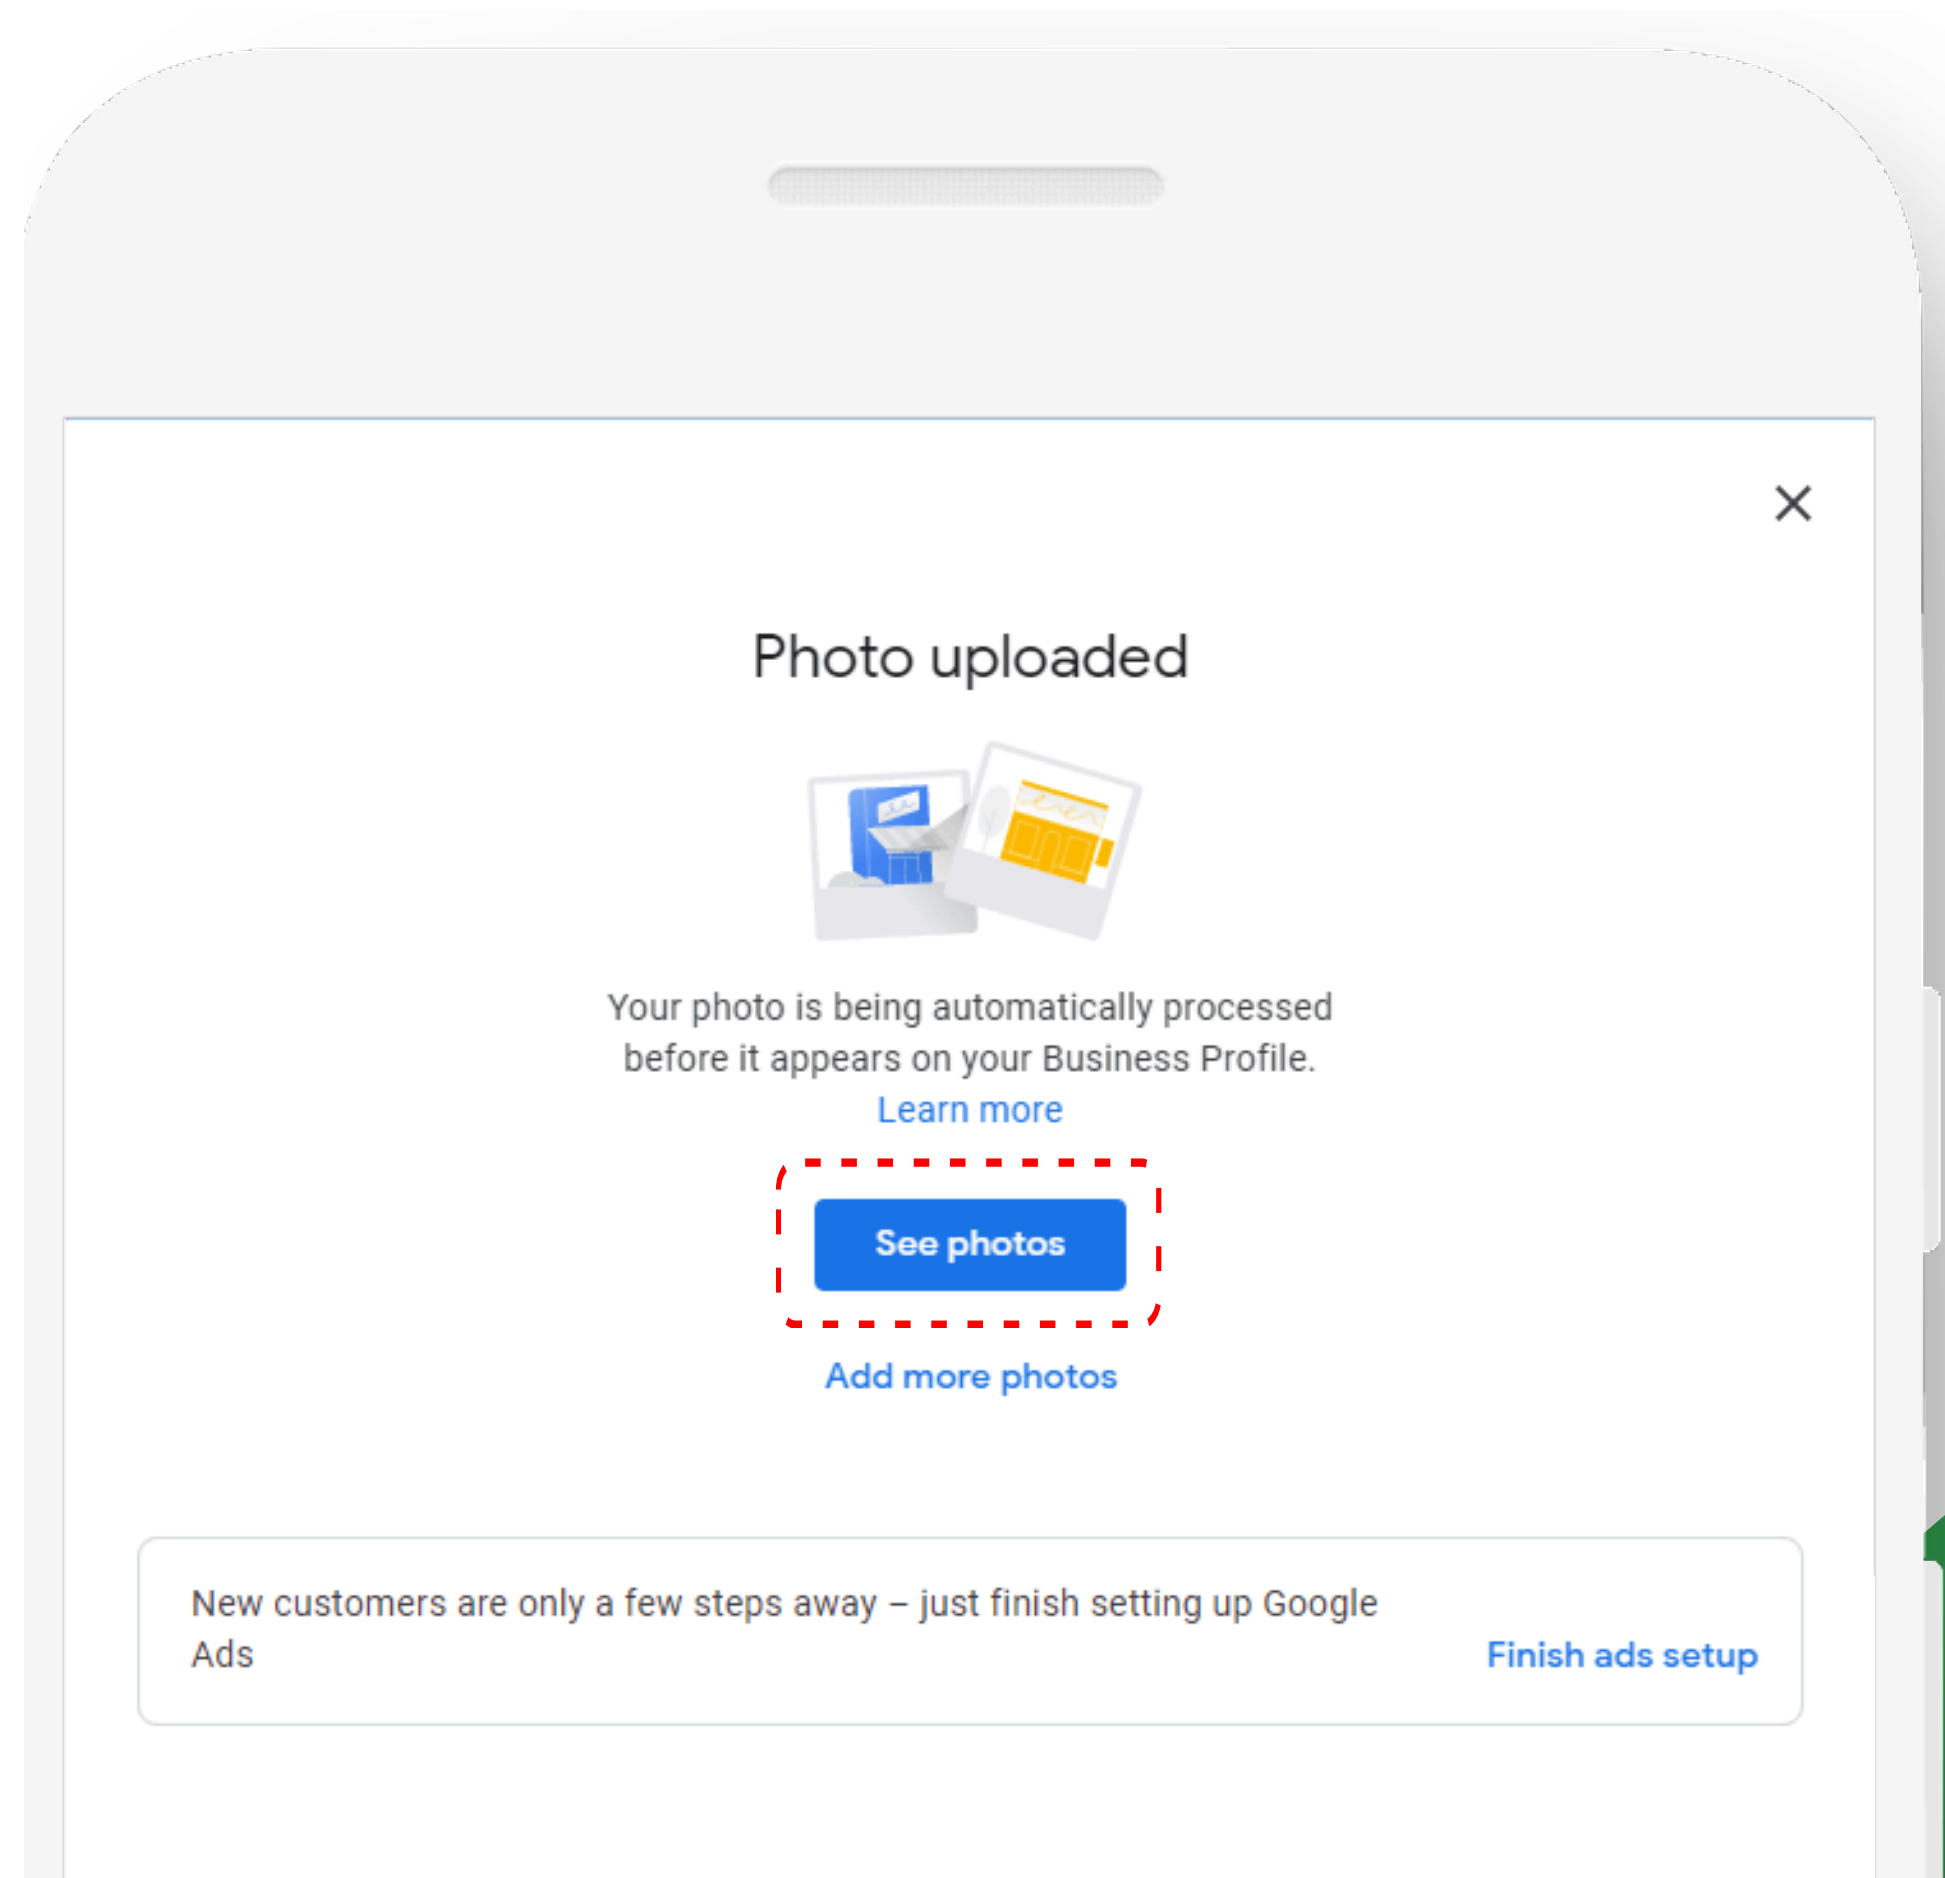 Photo uploaded
Your photo is being automatically processed
before it appears on your Business Profile.
Learn more
See photos
Add more photos
New customers are only a few steps away – just finish setting up Google
Ads
Finish ads setup